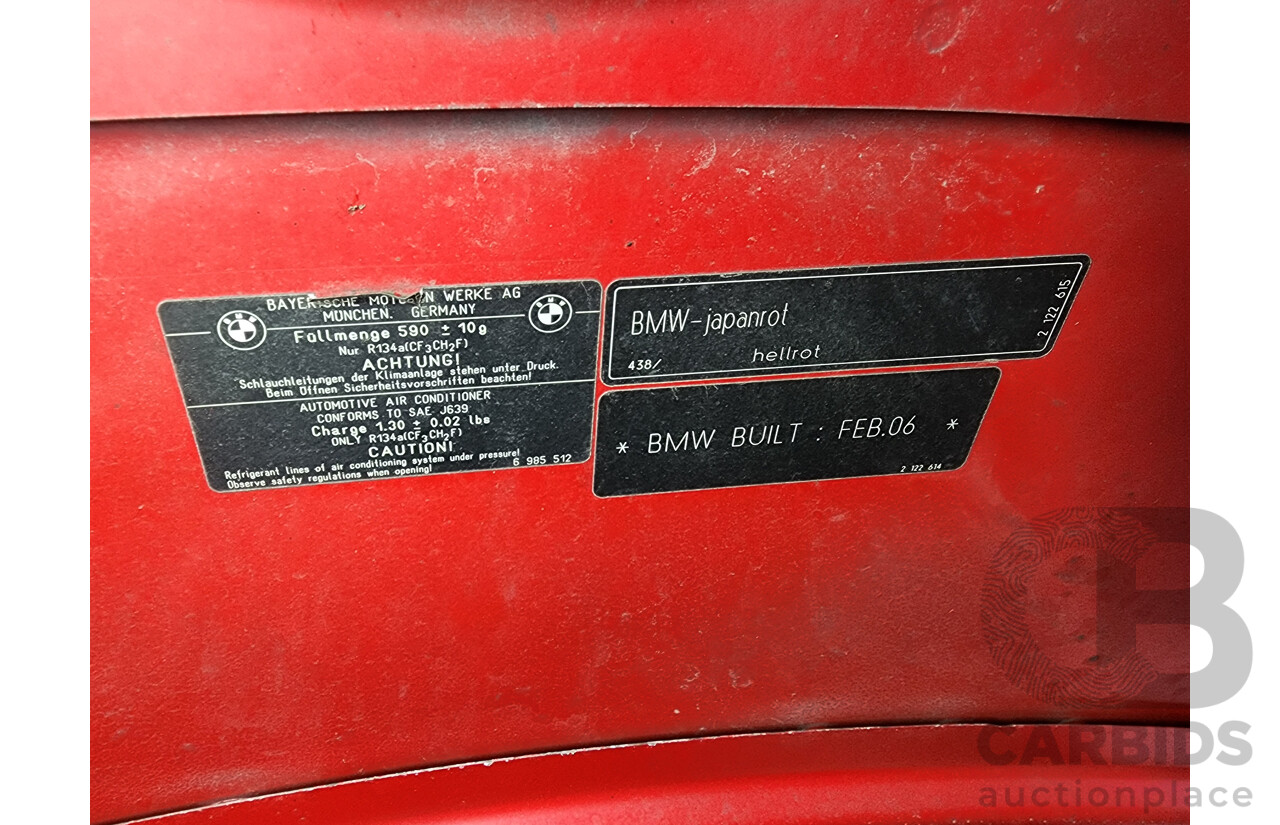 BAYERISCHE MOTOREN WERKE AG
MÜNCHEN. GERMANY
BMW
BMW
Füllmenge 590 ± 10g
Nur R134a(CF3CH2F)
ACHTUNG!
Schlauchleitungen der Klimaanlage stehen unter Druck.
Beim Öffnen Sicherheitsvorschriften beachten!
AUTOMOTIVE AIR CONDITIONER
CONFORMS TO SAE J639
Charge 1.30 ± 0.02 lbs
ONLY R134a(CF3CH2F)
CAUTION!
Refrigerant lines of air conditioning system under pressure!
Observe safety regulations when opening!
6 985 512
BMW-japanrot
438/ hellrot
2 122 615
* BMW BUILT : FEB.06 *
2 122 614
CB
CARBIDS
auctionplace